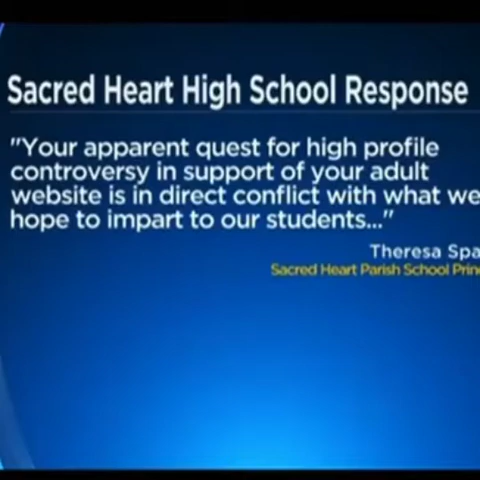 Sacred Heart High School Response
"Your apparent quest for high profile
controversy in support of your adult
website is in direct conflict with what we
hope to impart to our students..."
Theresa Spa
Sacred Heart Parish School Prin